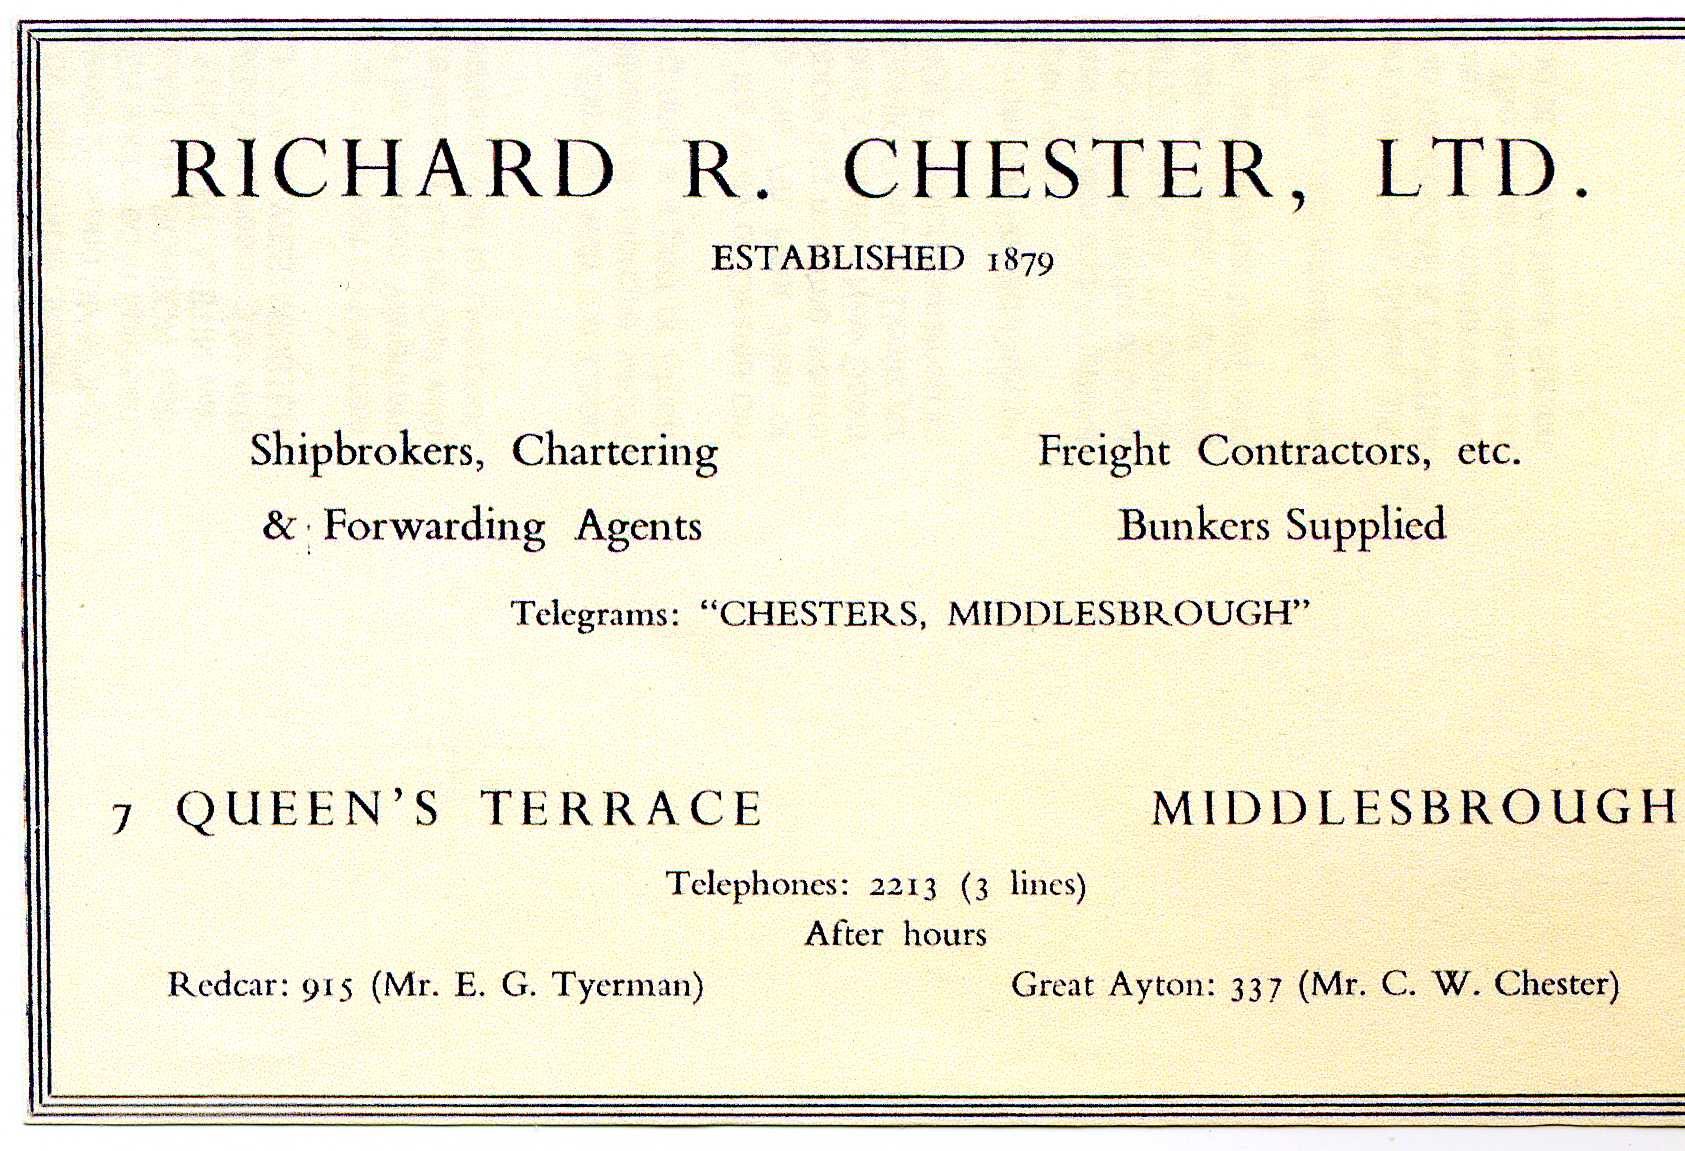 RICHARD R. CHESTER, LTD.
ESTABLISHED 1879
Shipbrokers, Chartering
& Forwarding Agents
Freight Contractors, etc.
Bunkers Supplied
Telegrams: “CHESTERS, MIDDLESBROUGH”
7 QUEEN’S TERRACE MIDDLESBROUGH
Telephones: 2213 (3 lines)
After hours
Redcar: 915 (Mr. E. G. Tyerman) Great Ayton: 337 (Mr. C. W. Chester)